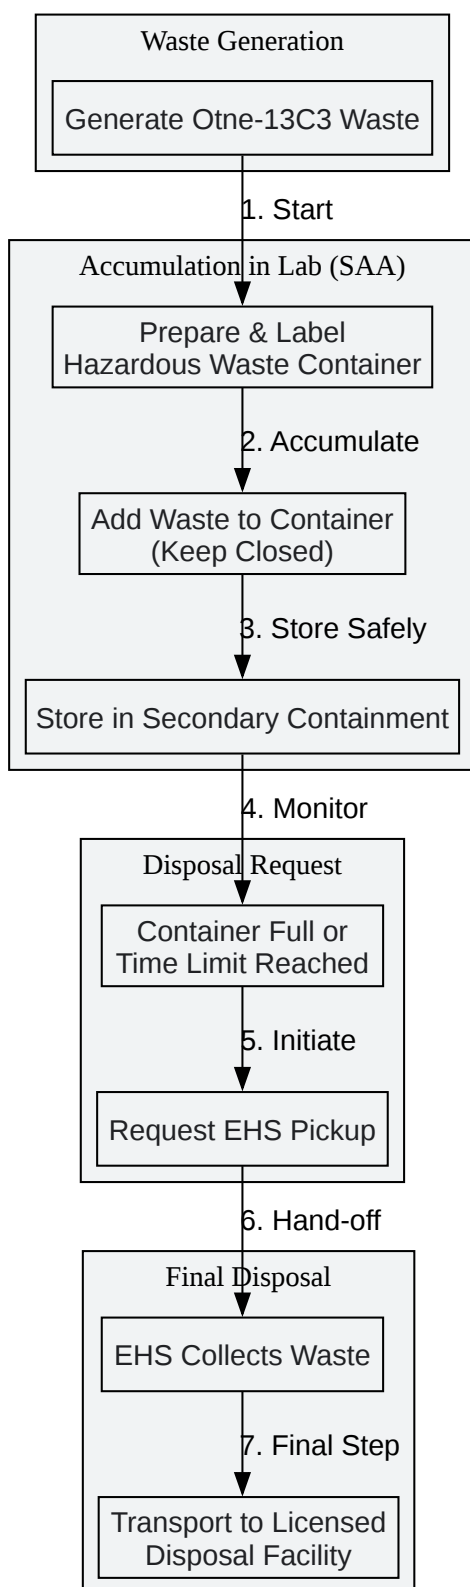 Waste Generation
Generate Otne-13C3 Waste
1. Start
Accumulation in Lab (SAA)
Prepare & Label
Hazardous Waste Container
2. Accumulate
Add Waste to Container
(Keep Closed)
3. Store Safely
Store in Secondary Containment
4. Monitor
Disposal Request
Container Full or
Time Limit Reached
5. Initiate
Request EHS Pickup
6. Hand-off
Final Disposal
EHS Collects Waste
7. Final Step
Transport to Licensed
Disposal Facility